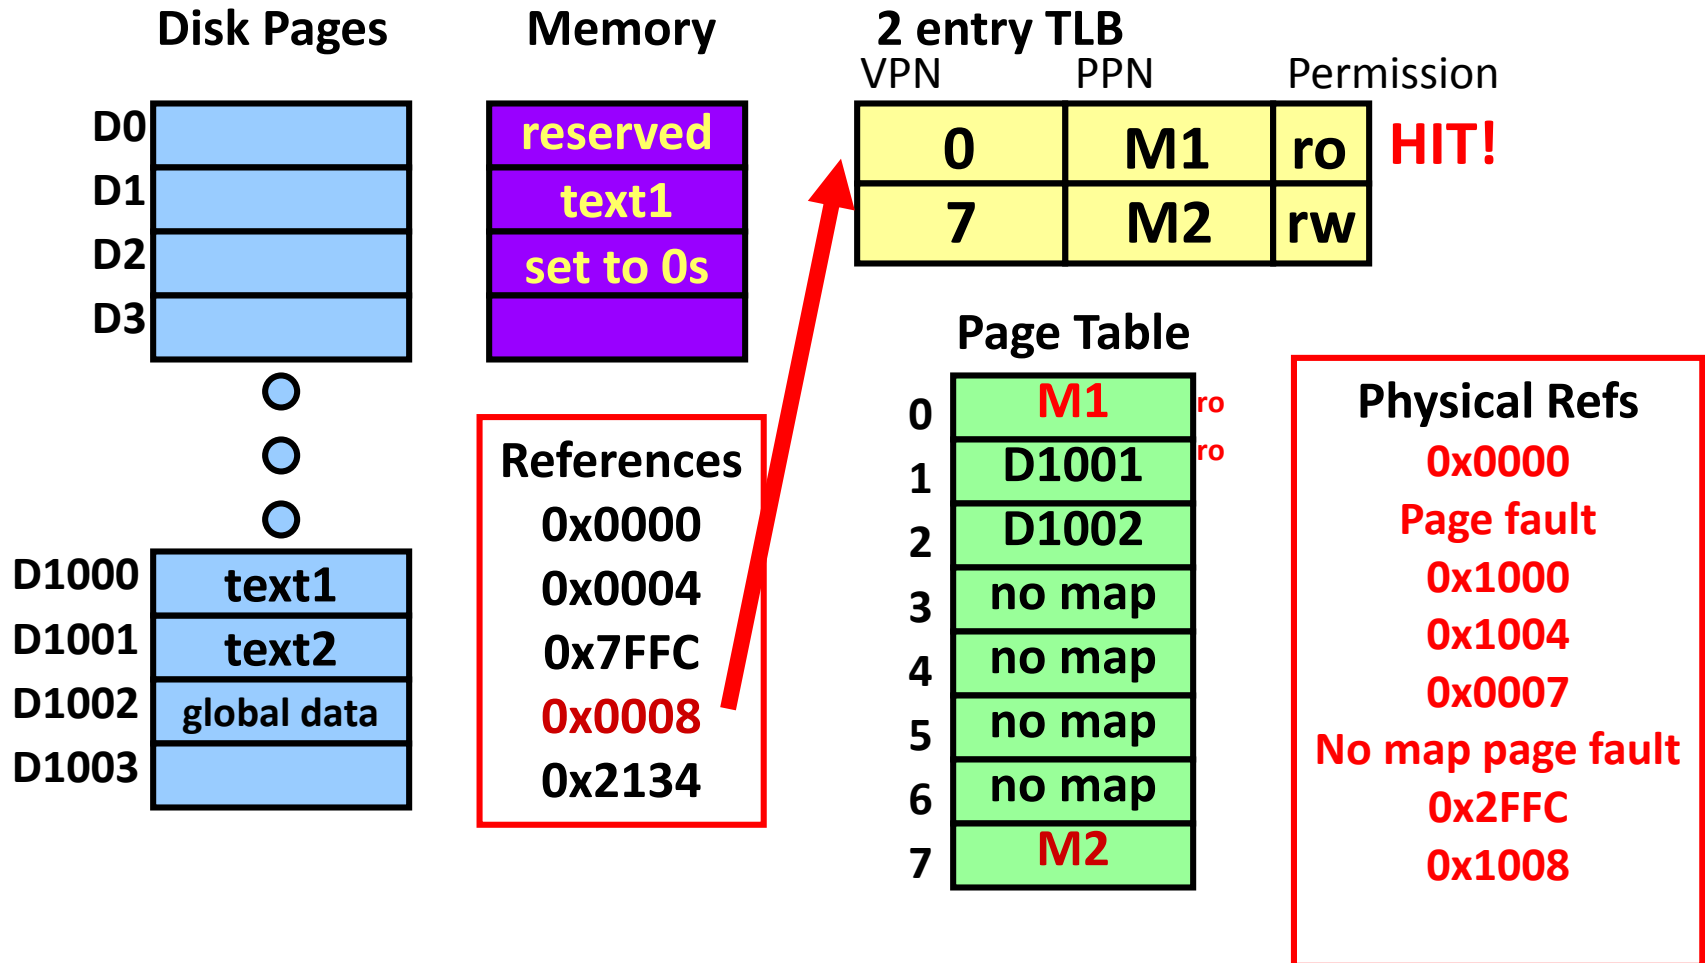 Disk Pages
Memory
2 entry TLB
VPN PPN Permission
D0
D1
D2
D3
reserved
text1
set to 0s
0 M1 ro HIT!
7 M2 rw
D1000 text1
D1001 text2
D1002 global data
D1003
References
0x0000
0x0004
0x7FFC
0x0008
0x2134
Page Table
0 M1 ro
1 D1001 ro
2 D1002
3 no map
4 no map
5 no map
6 no map
7 M2
Physical Refs
0x0000
Page fault
0x1000
0x1004
0x0007
No map page fault
0x2FFC
0x1008